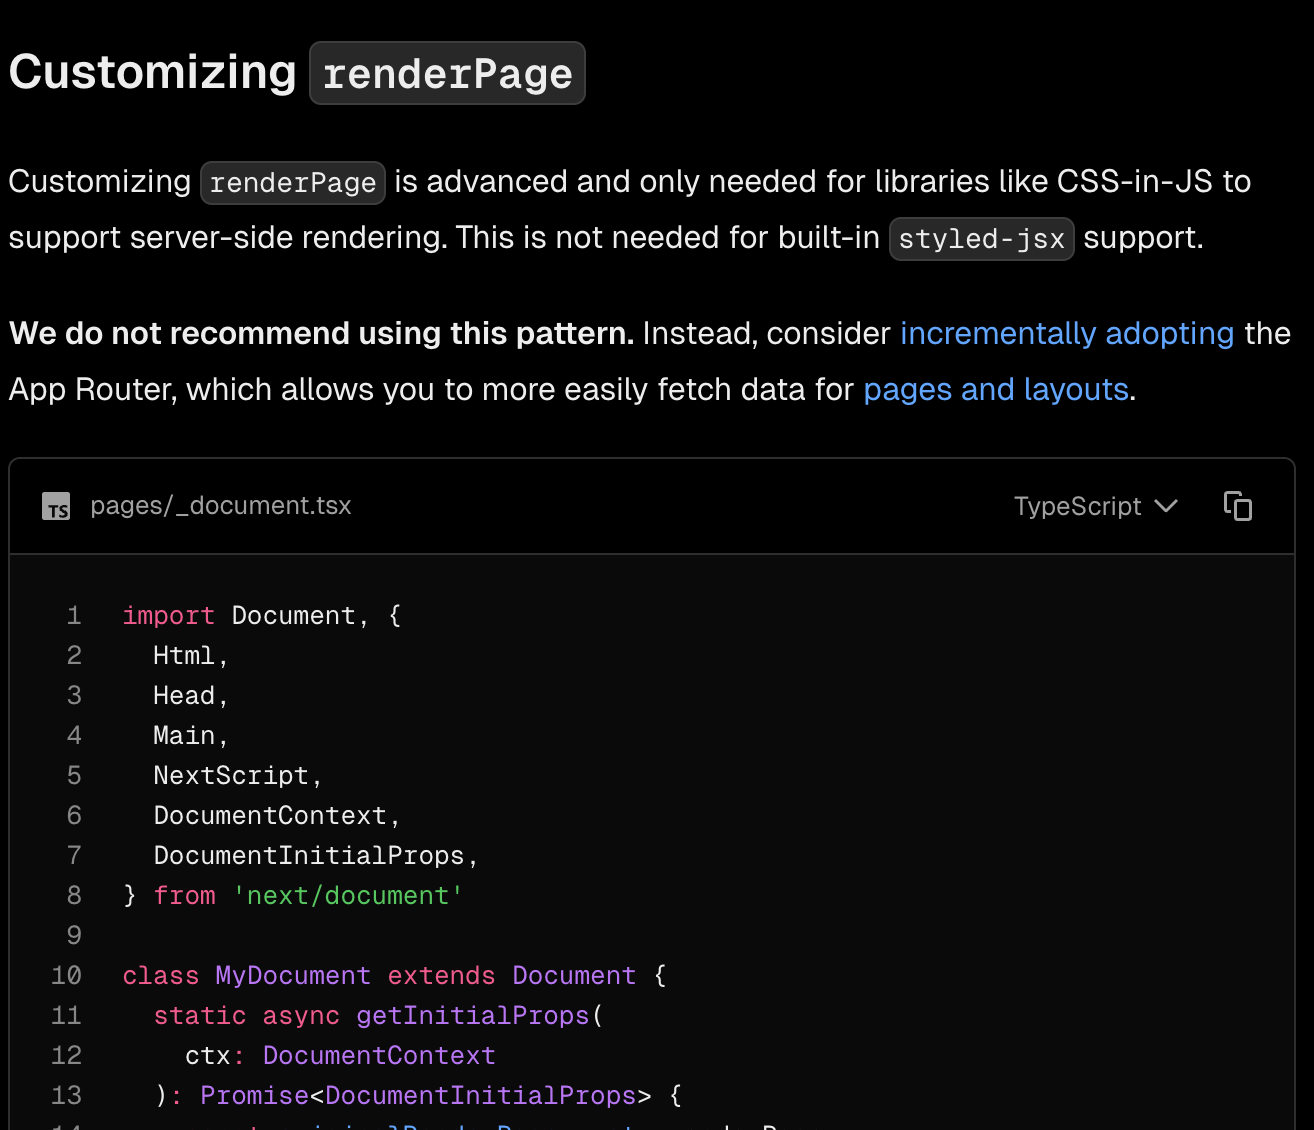 Customizing renderPage
Customizing renderPage is advanced and only needed for libraries like CSS-in-JS to
support server-side rendering. This is not needed for built-in styled-jsx support.
We do not recommend using this pattern. Instead, consider incrementally adopting the
App Router, which allows you to more easily fetch data for pages and layouts.
TS pages/_document.tsx TypeScript
1 import Document, {
2   Html,
3   Head,
4   Main,
5   NextScript,
6   DocumentContext,
7   DocumentInitialProps,
8 } from 'next/document'
9
10 class MyDocument extends Document {
11   static async getInitialProps(
12     ctx: DocumentContext
13   ): Promise<DocumentInitialProps> {